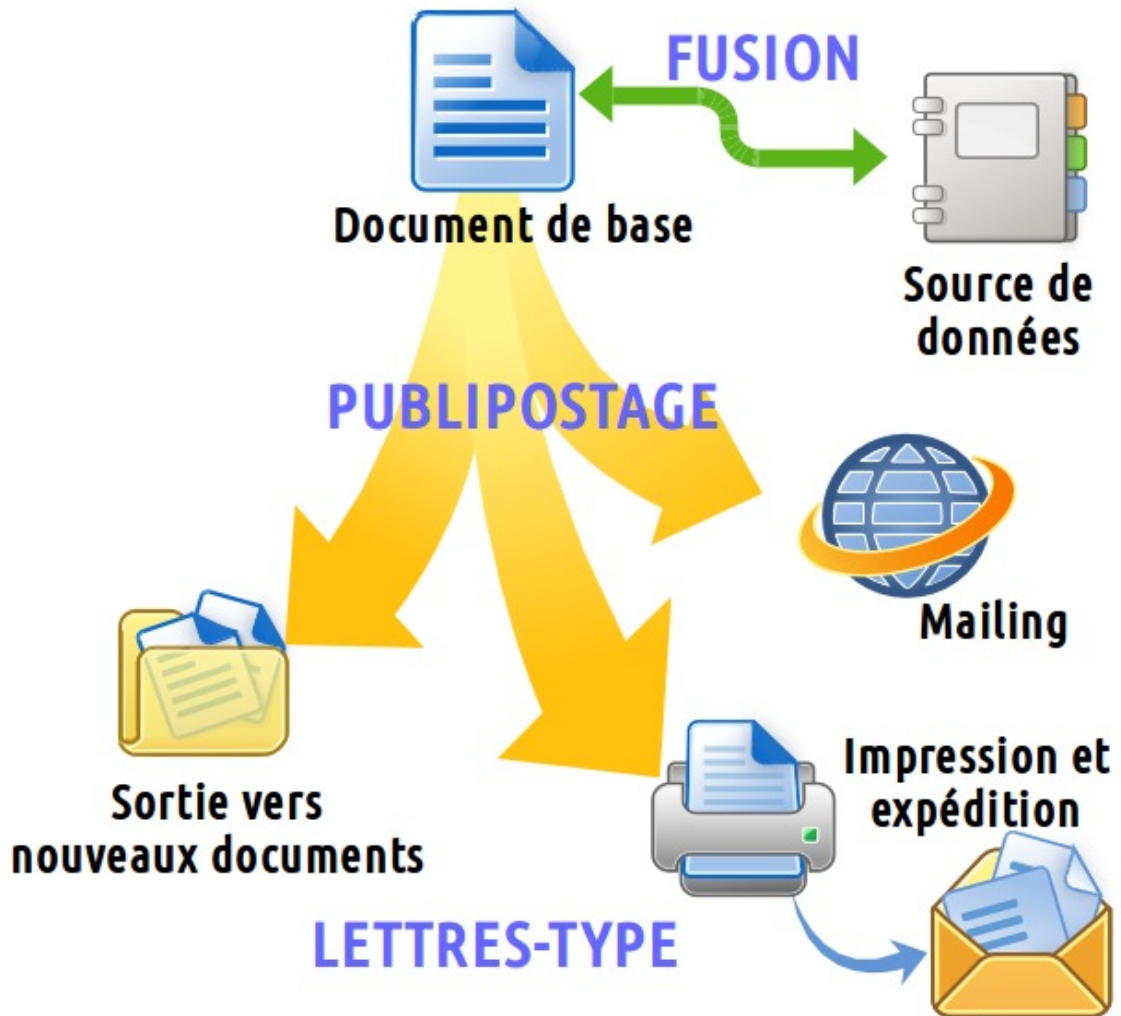 FUSION
Document de base
Source de
données
PUBLIPOSTAGE
Mailing
Impression et
expédition
Sortie vers
nouveaux documents
LETTRES-TYPE